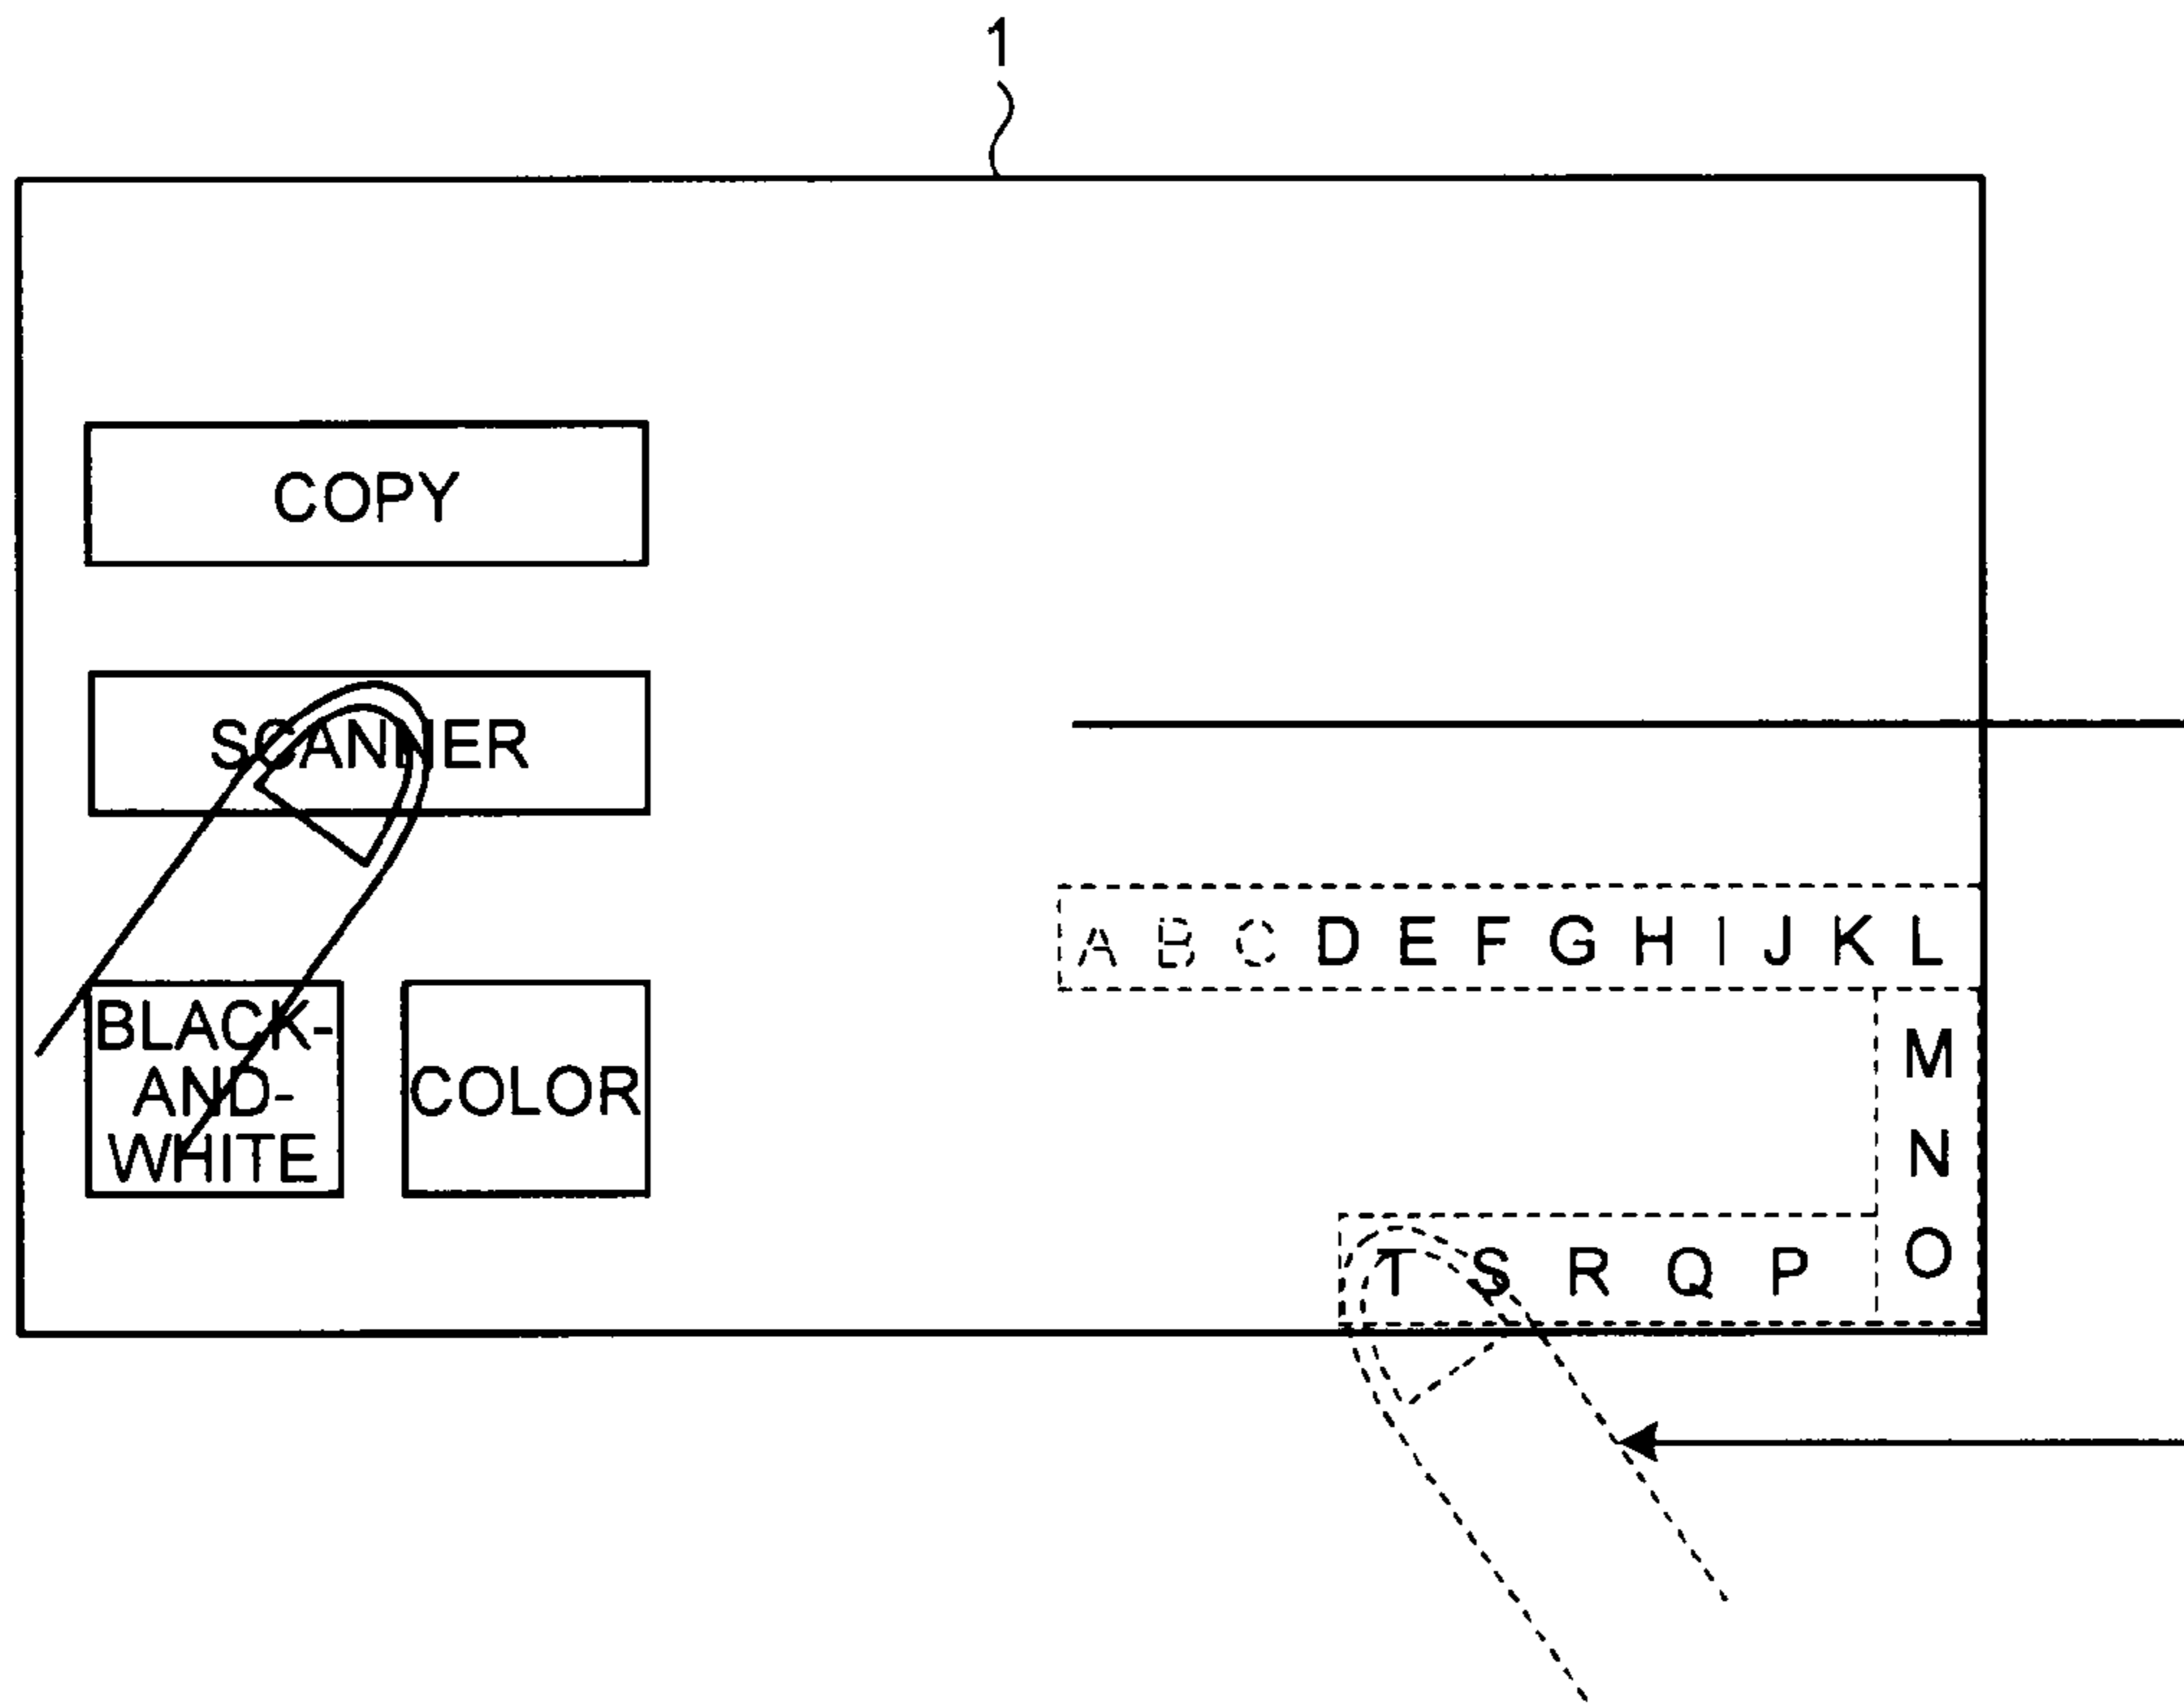 1
COPY
SCANNER
BLACK-
AND-
WHITE
COLOR
A B C D E F G H I J K L
M
N
O
T S R Q P